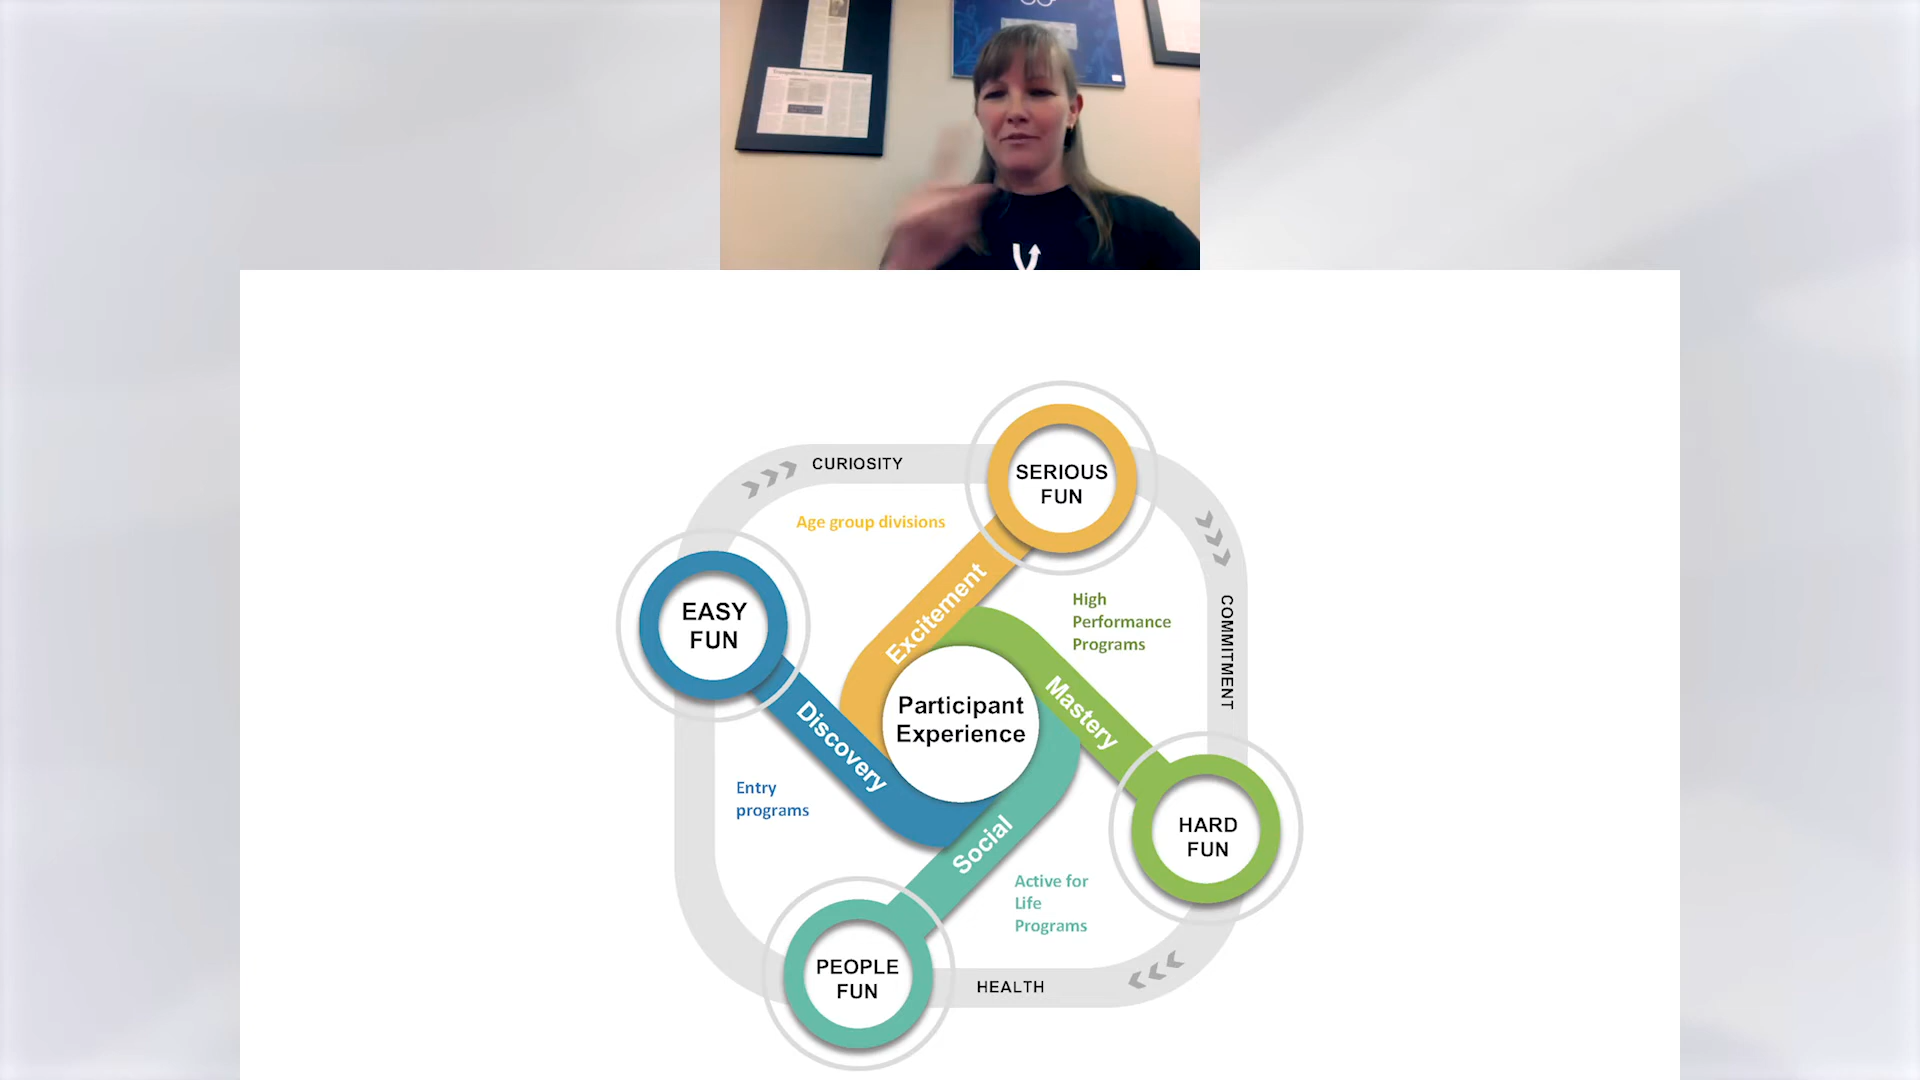 CURIOSITY
SERIOUS
FUN
Age group divisions
Excitement
EASY
FUN
High
Performance
Programs
COMMITMENT
Mastery
Participant
Experience
Discovery
Entry
programs
HARD
FUN
Social
Active for
Life
Programs
PEOPLE
FUN
HEALTH